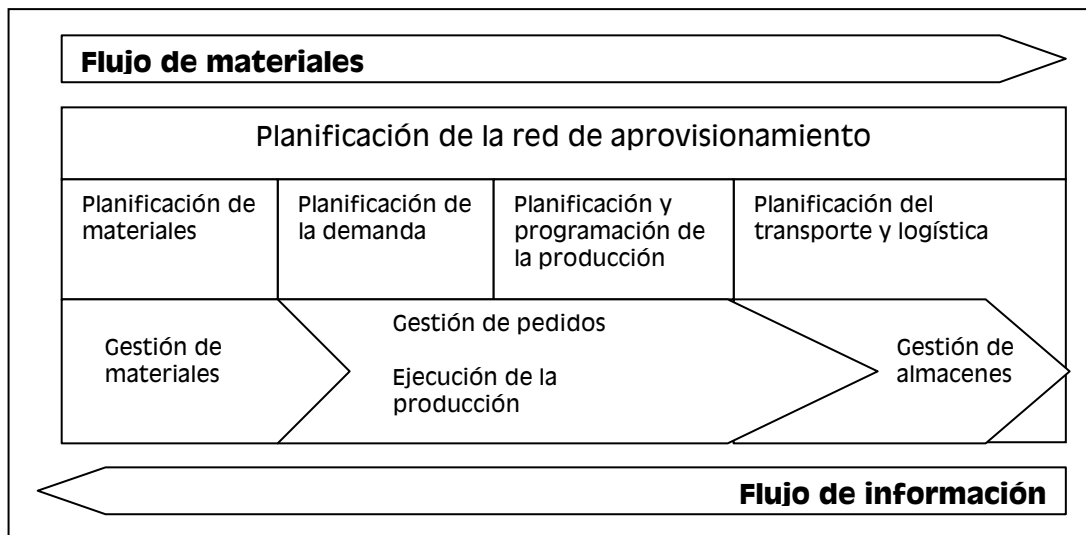 Flujo de materiales
Planificación de la red de aprovisionamiento
Planificación de
materiales
Planificación de
la demanda
Planificación y
programación de
la producción
Planificación del
transporte y logística
Gestión de
materiales
Gestión de pedidos
Ejecución de la
producción
Gestión de
almacenes
Flujo de información